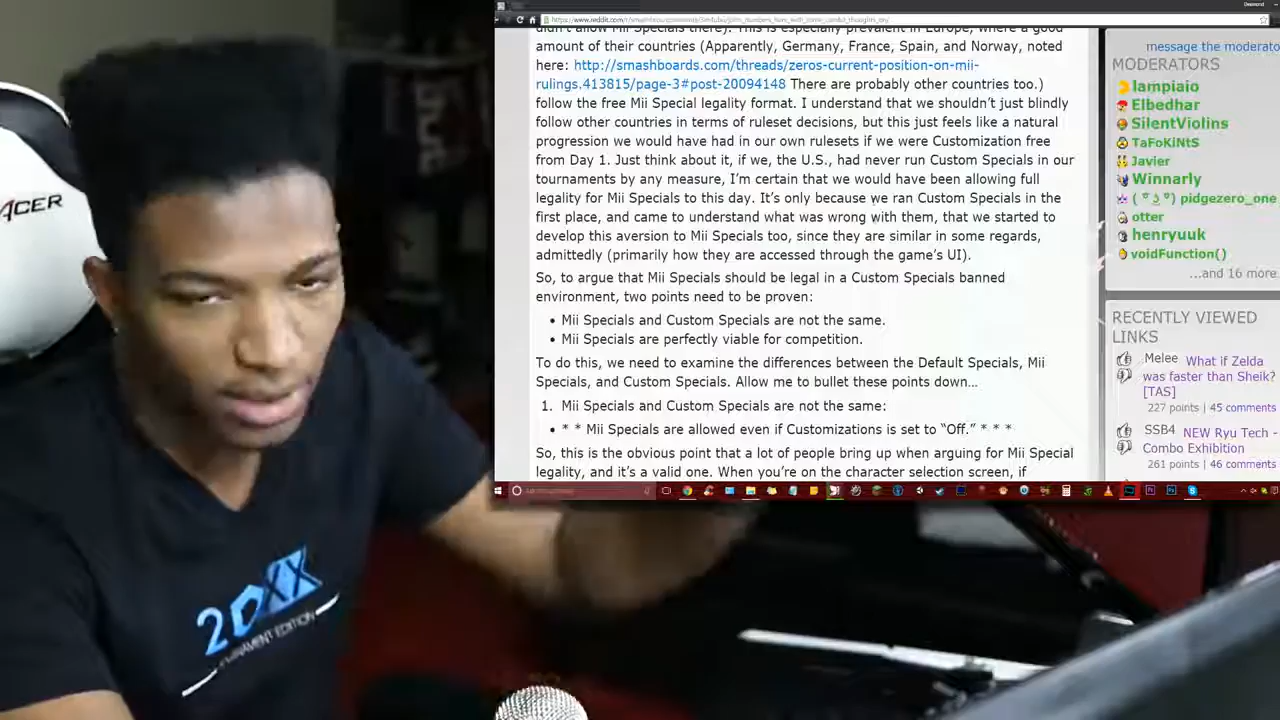 Desmond
didn't allow Mii Specials there). This is especially prevalent in Europe, where a good
amount of their countries (Apparently, Germany, France, Spain, and Norway, noted
here: http://smashboards.com/threads/zeros-current-position-on-mii-
rulings.413815/page-3#post-20094148 There are probably other countries too.)
follow the free Mii Special legality format. I understand that we shouldn't just blindly
follow other countries in terms of ruleset decisions, but this just feels like a natural
progression we would have had in our own rulesets if we were Customization free
from Day 1. Just think about it, if we, the U.S., had never run Custom Specials in our
tournaments by any measure, I'm certain that we would have been allowing full
legality for Mii Specials to this day. It's only because we ran Custom Specials in the
first place, and came to understand what was wrong with them, that we started to
develop this aversion to Mii Specials too, since they are similar in some regards,
admittedly (primarily how they are accessed through the game's UI).
So, to argue that Mii Specials should be legal in a Custom Specials banned
environment, two points need to be proven:
• Mii Specials and Custom Specials are not the same.
• Mii Specials are perfectly viable for competition.
To do this, we need to examine the differences between the Default Specials, Mii
Specials, and Custom Specials. Allow me to bullet these points down...
1. Mii Specials and Custom Specials are not the same:
• * * Mii Specials are allowed even if Customizations is set to "Off." * * *
So, this is the obvious point that a lot of people bring up when arguing for Mii Special
legality, and it's a valid one. When you're on the character selection screen, if
message the moderato
MODERATORS
lampiaio
Elbedhar
SilentViolins
TaFoKiNtS
Javier
Winnarly
pidgezero_one
otter
henryuuk
voidFunction()
...and 16 more
RECENTLY VIEWED
LINKS
Melee What if Zelda
was faster than Sheik?
[TAS]
227 points | 45 comments
SSB4 NEW Ryu Tech -
Combo Exhibition
261 points | 46 comments
ACER
2DXX